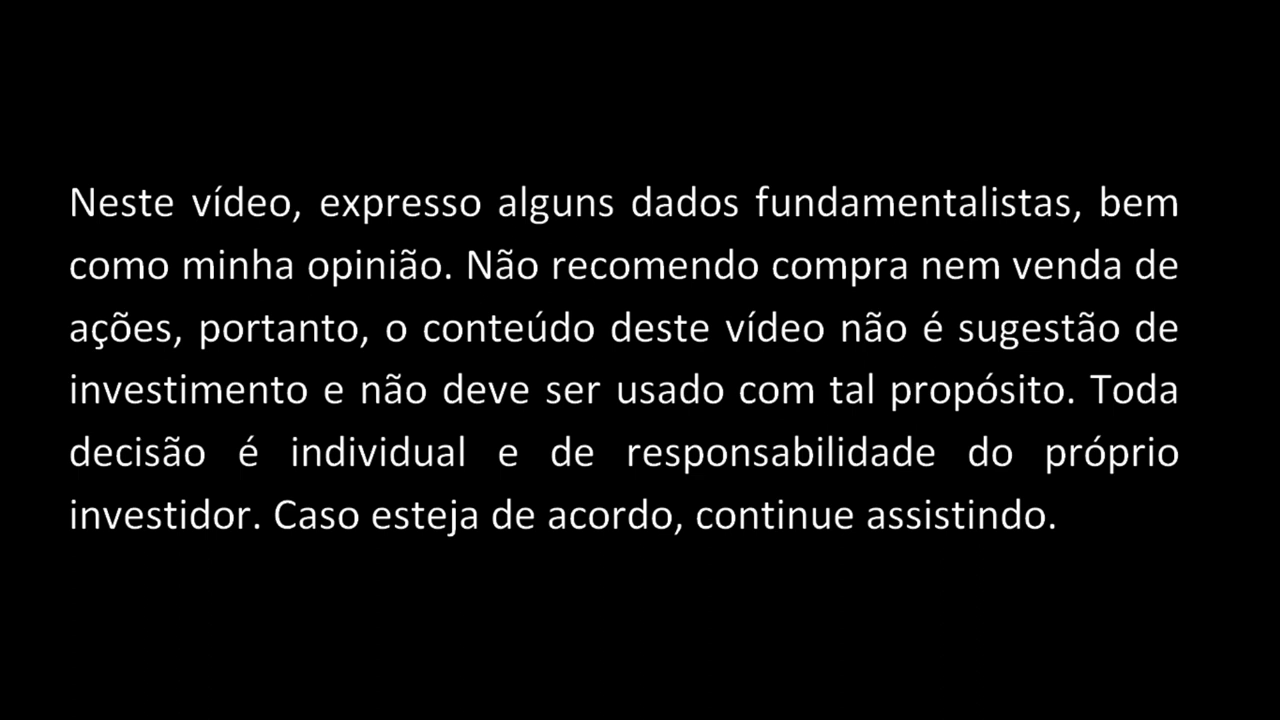 Neste vídeo, expresso alguns dados fundamentalistas, bem
como minha opinião. Não recomendo compra nem venda de
ações, portanto, o conteúdo deste vídeo não é sugestão de
investimento e não deve ser usado com tal propósito. Toda
decisão é individual e de responsabilidade do próprio
investidor. Caso esteja de acordo, continue assistindo.